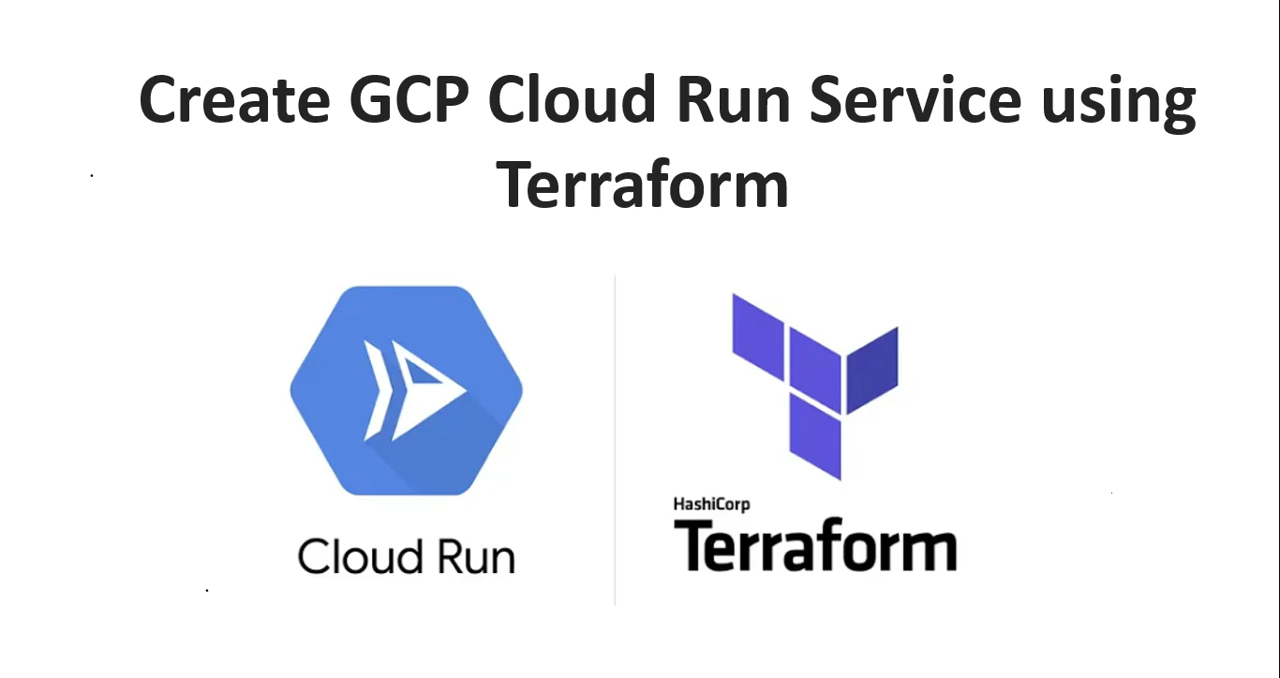 Create GCP Cloud Run Service using
Terraform
Cloud Run
HashiCorp
Terraform